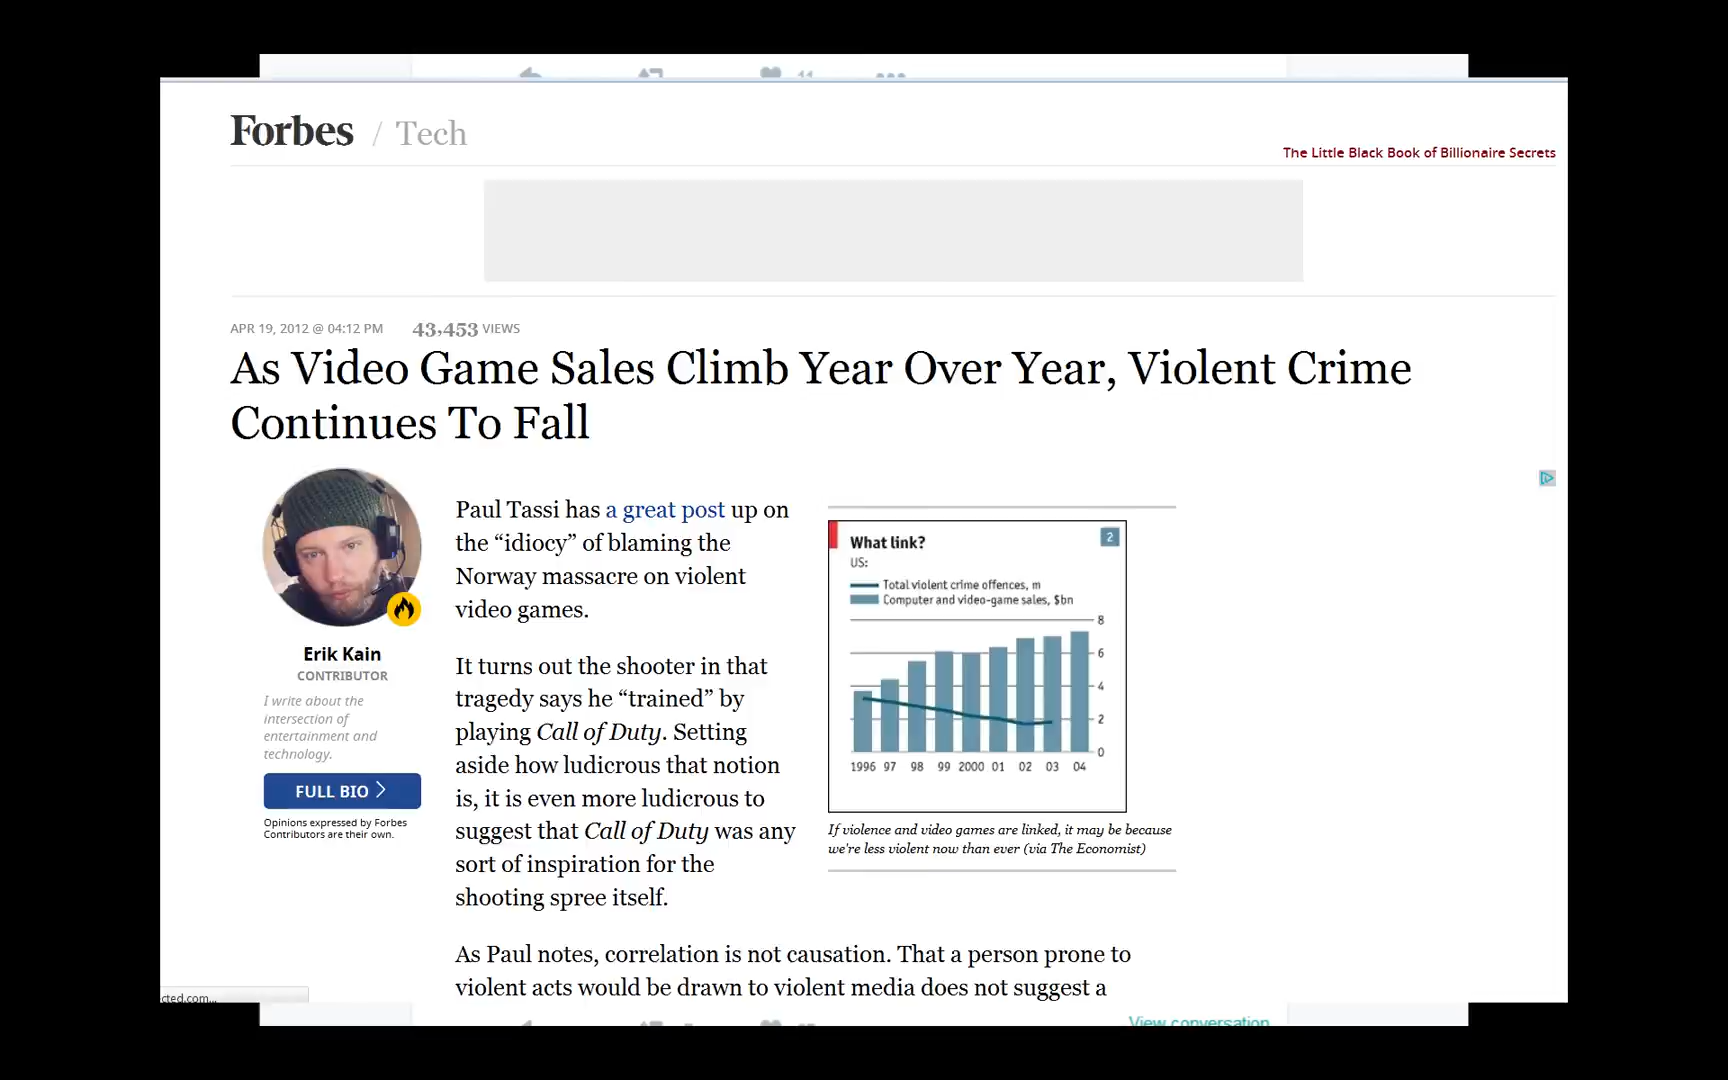 11
Forbes / Tech
The Little Black Book of Billionaire Secrets
APR 19, 2012 @ 04:12 PM 43,453 VIEWS
As Video Game Sales Climb Year Over Year, Violent Crime
Continues To Fall
Erik Kain
CONTRIBUTOR
I write about the
intersection of
entertainment and
technology.
FULL BIO >
Opinions expressed by Forbes
Contributors are their own.
Paul Tassi has a great post up on
the “idiocy” of blaming the
Norway massacre on violent
video games.
It turns out the shooter in that
tragedy says he “trained” by
playing Call of Duty. Setting
aside how ludicrous that notion
is, it is even more ludicrous to
suggest that Call of Duty was any
sort of inspiration for the
shooting spree itself.
What link? 2
US:
Total violent crime offences, m
Computer and video-game sales, $bn
8
6
4
2
0
1996 97 98 99 2000 01 02 03 04
If violence and video games are linked, it may be because
we're less violent now than ever (via The Economist)
As Paul notes, correlation is not causation. That a person prone to
violent acts would be drawn to violent media does not suggest a
cted.com...
View conversation